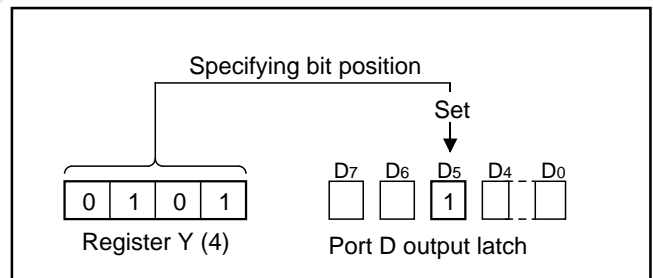 Specifying bit position
Set
D7 D6 D5 D4 D0
0 1 0 1
1
Register Y (4)
Port D output latch